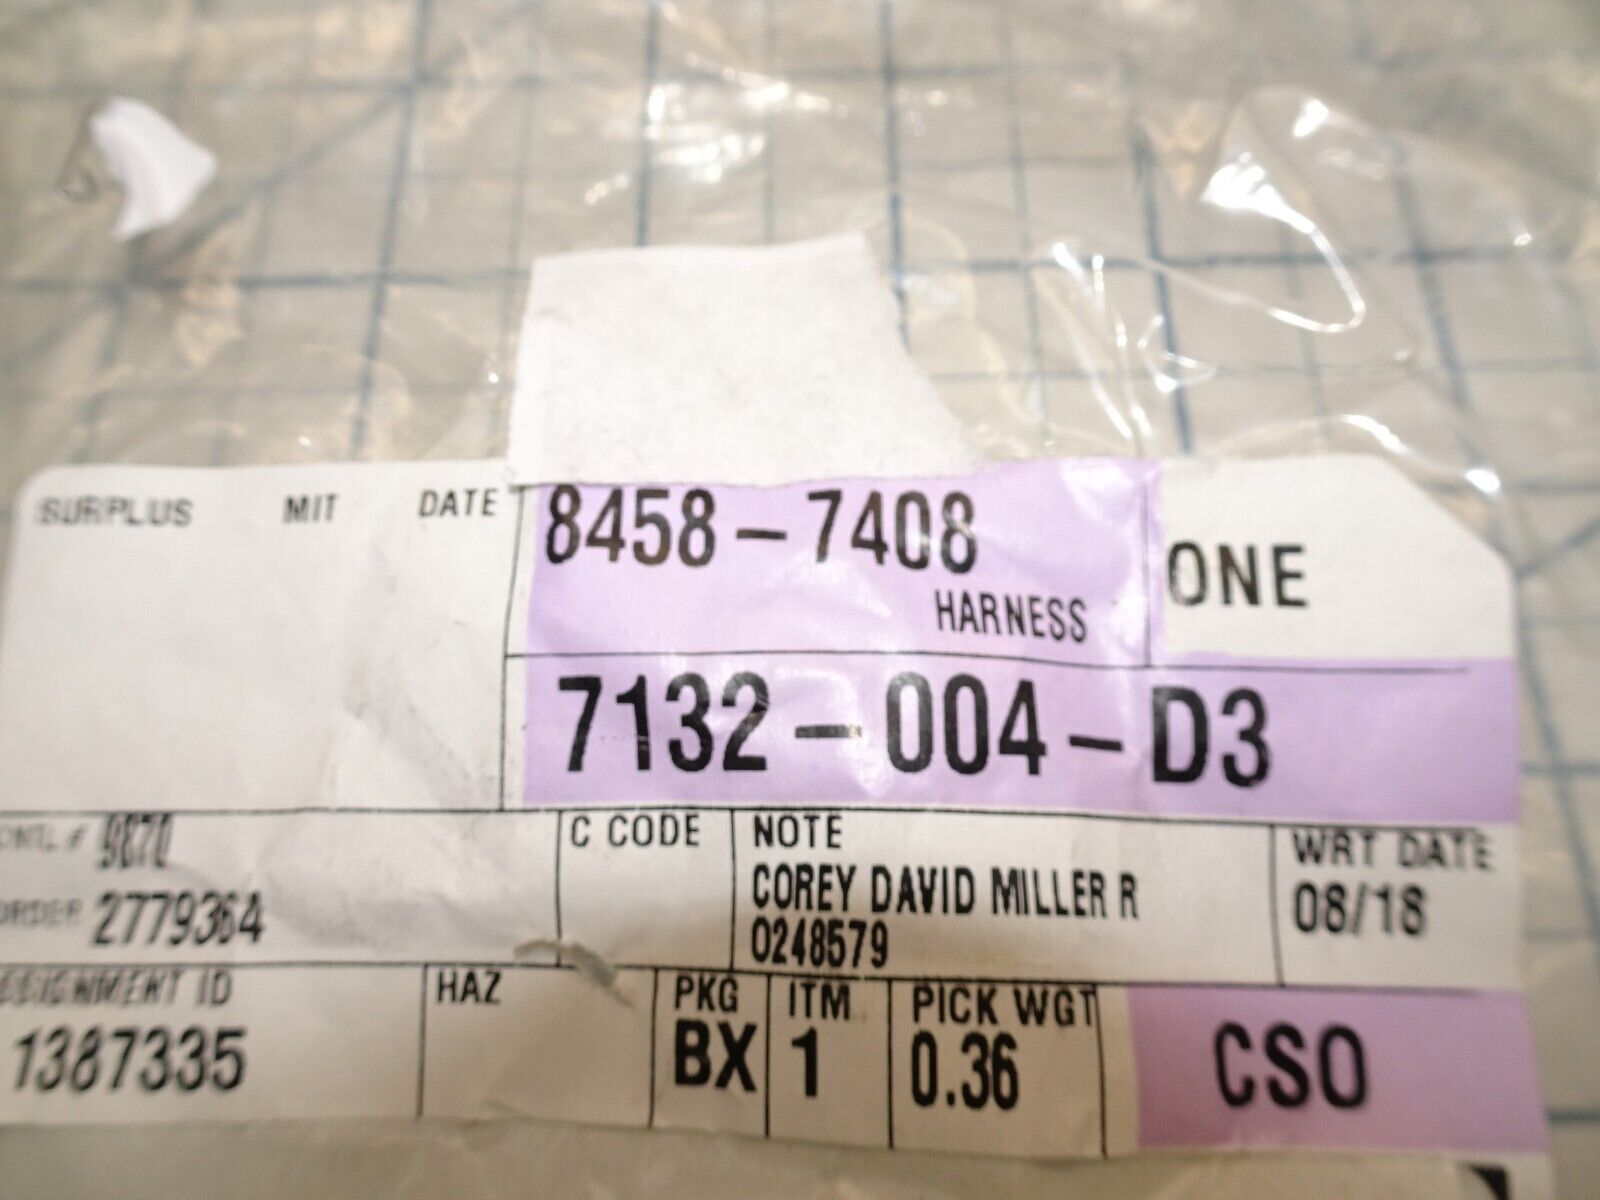 SURPLUS MIT DATE
8458-7408
HARNESS
ONE
7132-004-D3
CNTL # 9870
ORDER 2779364
C CODE
NOTE
COREY DAVID MILLER R
0248579
WRT DATE
08/18
ASSIGNMENT ID
1387335
HAZ
PKG
BX
ITM
1
PICK WGT
0.36
CSO